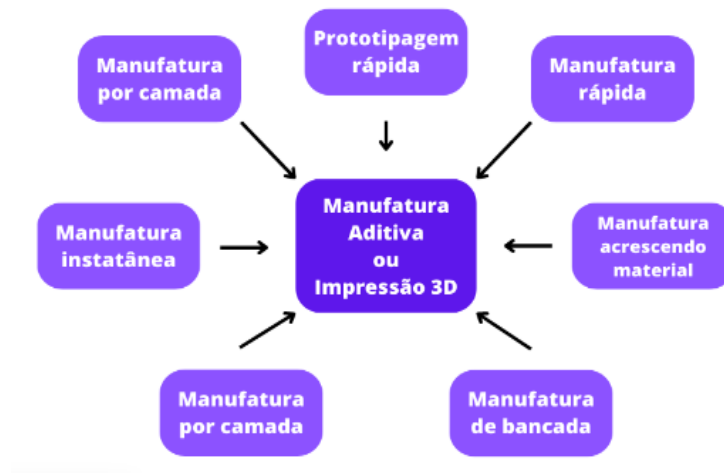 Prototipagem
rápida
Manufatura
por camada
Manufatura
rápida
Manufatura
Aditiva
ou
Impressão 3D
Manufatura
instatânea
Manufatura
acrescendo
material
Manufatura
por camada
Manufatura
de bancada